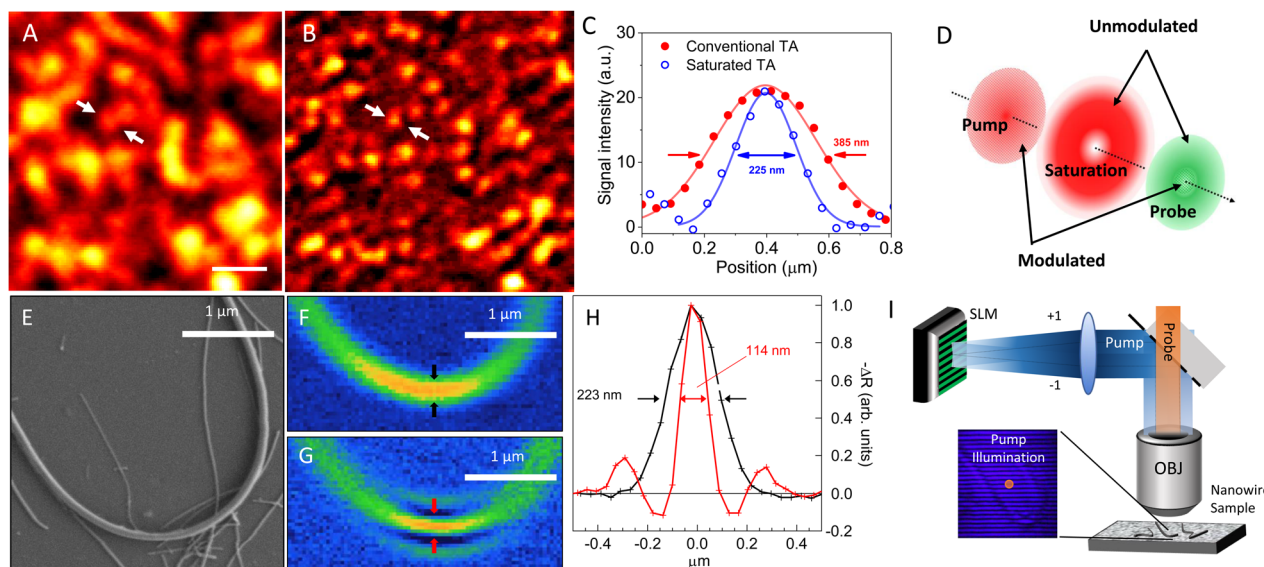 A
B
C
Signal intensity (a.u.)
30
20
10
0
Conventional TA
Saturated TA
385 nm
225 nm
0.0 0.2 0.4 0.6 0.8
Position (μm)
D
Unmodulated
Pump
Saturation
Probe
Modulated
E
1 μm
F
1 μm
G
1 μm
H
223 nm
114 nm
1.0
0.8
0.6
0.4
0.2
0.0
-0.2
-ΔR (arb. units)
-0.4 -0.2 0.0 0.2 0.4
μm
I
SLM
+1
Pump
-1
Probe
OBJ
Pump
Illumination
Nanowire
Sample